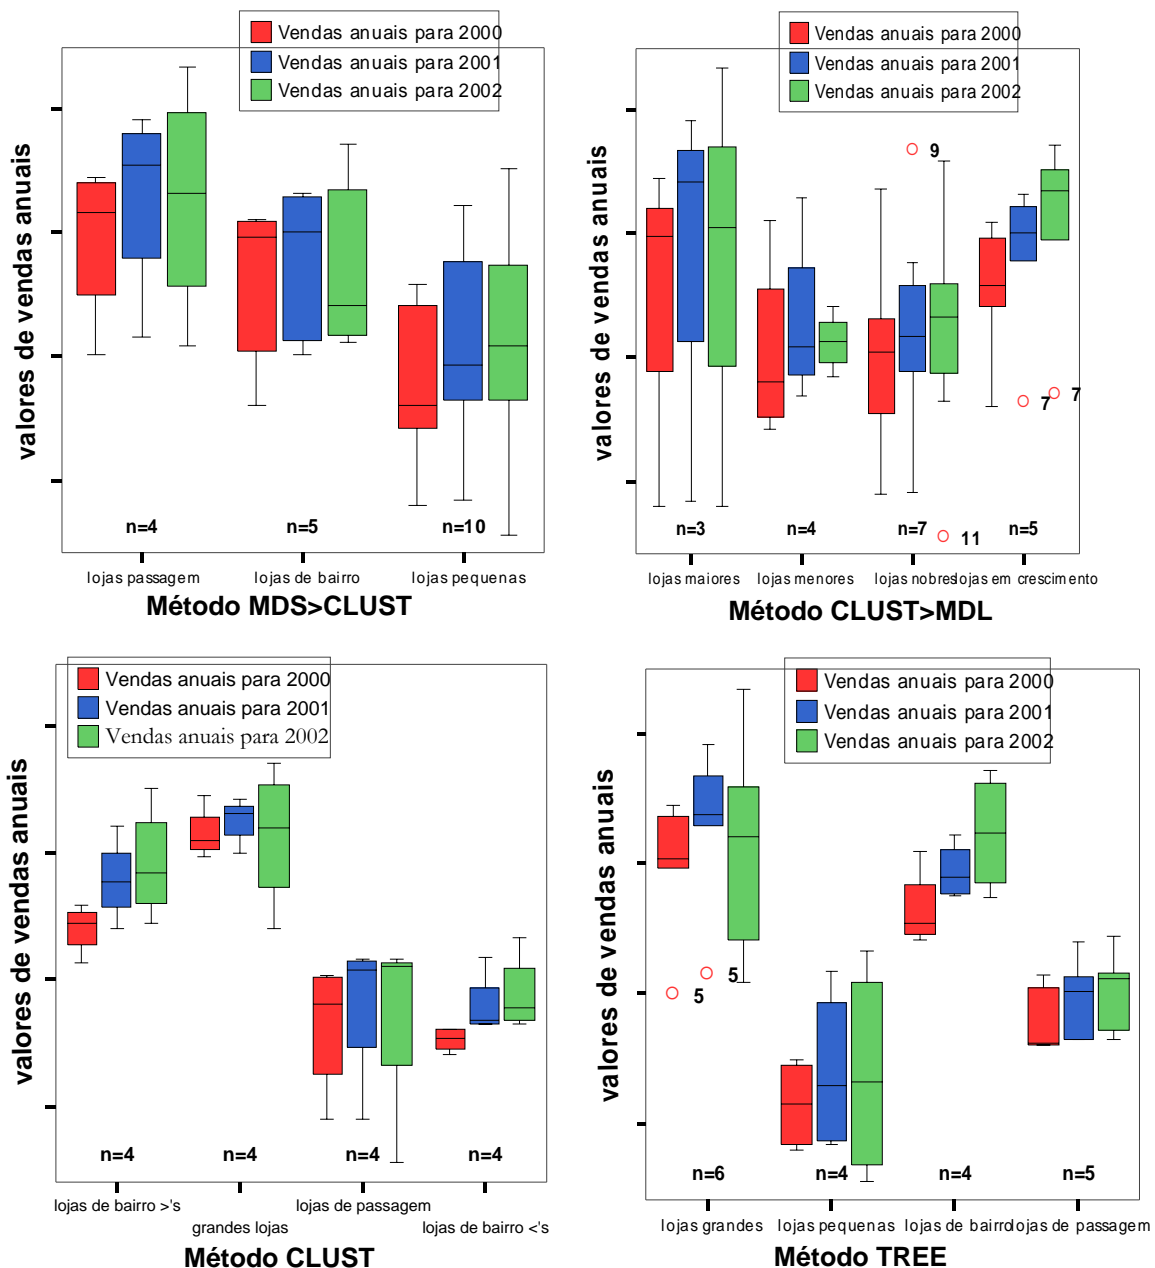 Vendas anuais para 2000
Vendas anuais para 2001
Vendas anuais para 2002
valores de vendas anuais
n=4
n=5
n=10
lojas passagem
lojas de bairro
lojas pequenas
Método MDS>CLUST
Vendas anuais para 2000
Vendas anuais para 2001
Vendas anuais para 2002
valores de vendas anuais
9
7
7
11
n=3
n=4
n=7
n=5
lojas maiores
lojas menores
lojas nobres
lojas em crescimento
Método CLUST>MDL
Vendas anuais para 2000
Vendas anuais para 2001
Vendas anuais para 2002
valores de vendas anuais
n=4
n=4
n=4
n=4
lojas de bairro >'s
grandes lojas
lojas de passagem
lojas de bairro <'s
Método CLUST
Vendas anuais para 2000
Vendas anuais para 2001
Vendas anuais para 2002
valores de vendas anuais
5
5
n=6
n=4
n=4
n=5
lojas grandes
lojas pequenas
lojas de bairro
lojas de passagem
Método TREE